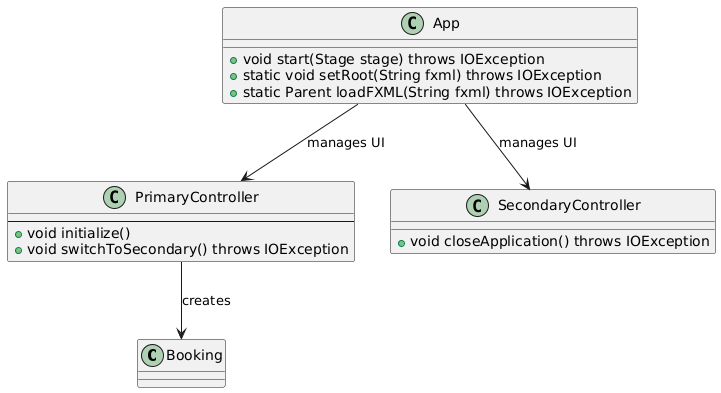 C App
void start(Stage stage) throws IOException
static void setRoot(String fxml) throws IOException
static Parent loadFXML(String fxml) throws IOException
manages UI
manages UI
C PrimaryController
void initialize()
void switchToSecondary() throws IOException
C SecondaryController
void closeApplication() throws IOException
creates
C Booking